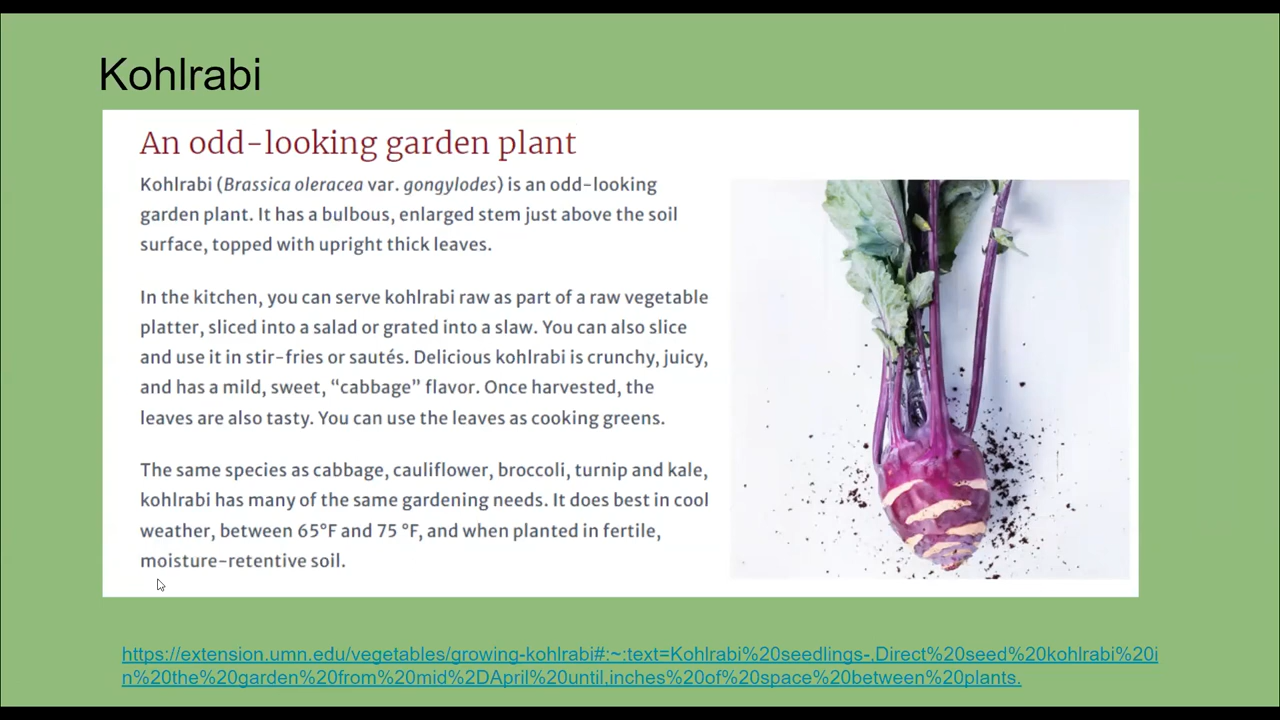 Kohlrabi
An odd-looking garden plant
Kohlrabi (Brassica oleracea var. gongylodes) is an odd-looking
garden plant. It has a bulbous, enlarged stem just above the soil
surface, topped with upright thick leaves.
In the kitchen, you can serve kohlrabi raw as part of a raw vegetable
platter, sliced into a salad or grated into a slaw. You can also slice
and use it in stir-fries or sautés. Delicious kohlrabi is crunchy, juicy,
and has a mild, sweet, “cabbage” flavor. Once harvested, the
leaves are also tasty. You can use the leaves as cooking greens.
The same species as cabbage, cauliflower, broccoli, turnip and kale,
kohlrabi has many of the same gardening needs. It does best in cool
weather, between 65°F and 75 °F, and when planted in fertile,
moisture-retentive soil.
https://extension.umn.edu/vegetables/growing-kohlrabi#:~:text=Kohlrabi%20seedlings-,Direct%20seed%20kohlrabi%20i
n%20the%20garden%20from%20mid%2DApril%20until,inches%20of%20space%20between%20plants.